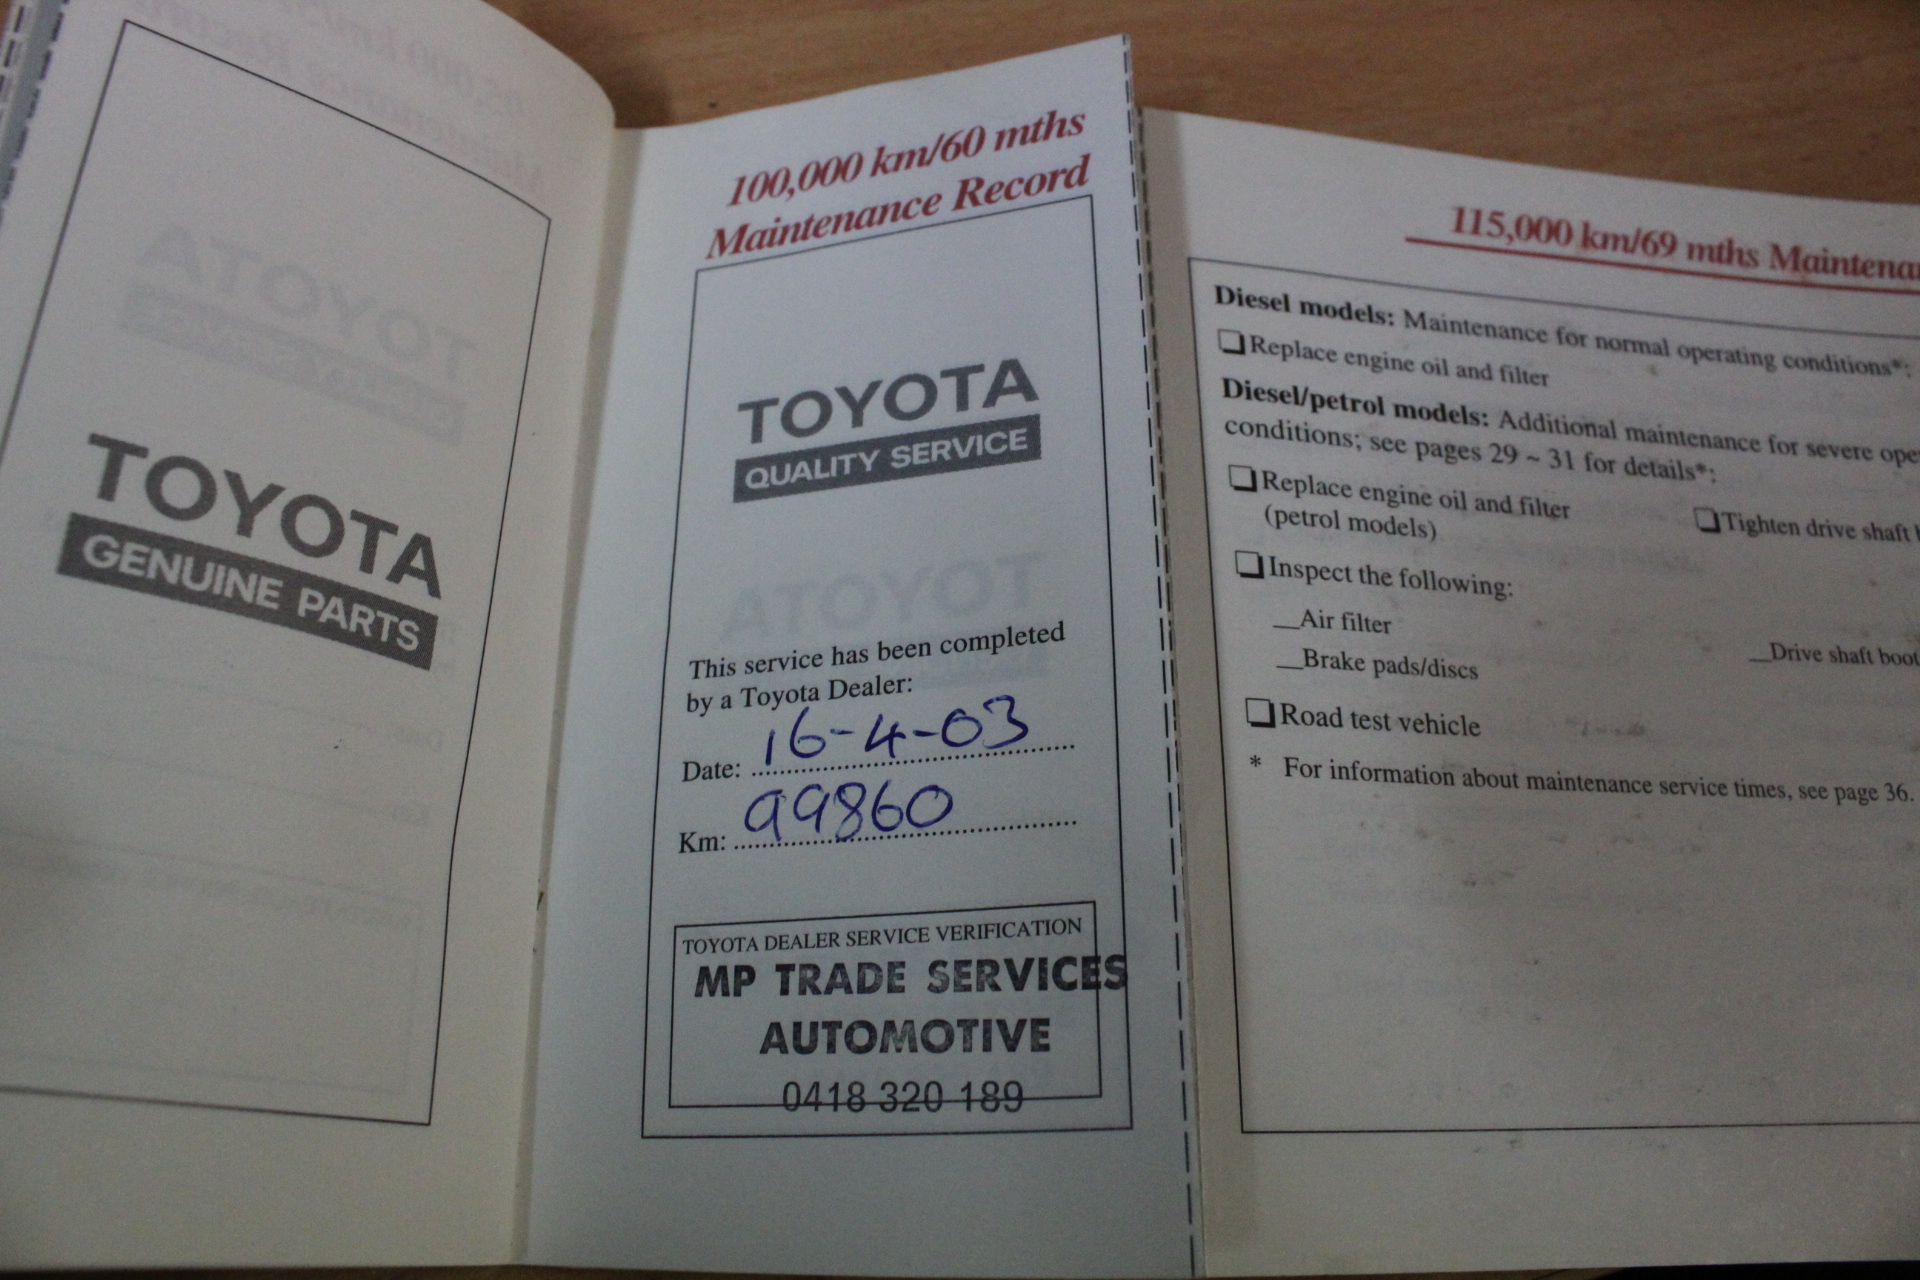 TOYOTA
GENUINE PARTS
100,000 km/60 mths
Maintenance Record
TOYOTA
QUALITY SERVICE
This service has been completed
by a Toyota Dealer:
Date: 16-4-03
Km: 99860
TOYOTA DEALER SERVICE VERIFICATION
MP TRADE SERVICES
AUTOMOTIVE
0418 320 189
115,000 km/69 mths
Diesel models: Maintenance for normal operating conditions*:
Replace engine oil and filter
Diesel/petrol models: Additional maintenance for severe
conditions; see pages 29 ~ 31 for details*:
Replace engine oil and filter
(petrol models)
Tighten drive shaft
Inspect the following:
__Air filter
__Brake pads/discs
__Drive shaft boot
Road test vehicle
* For information about maintenance service times, see page 36.